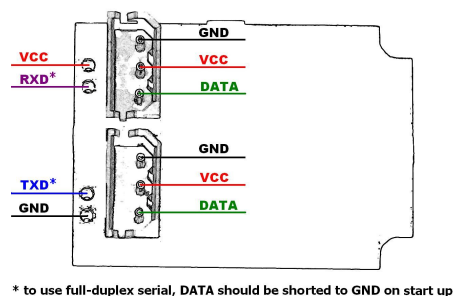 GND
VCC
VCC
RXD*
DATA
GND
TXD*
VCC
GND
DATA
* to use full-duplex serial, DATA should be shorted to GND on start up